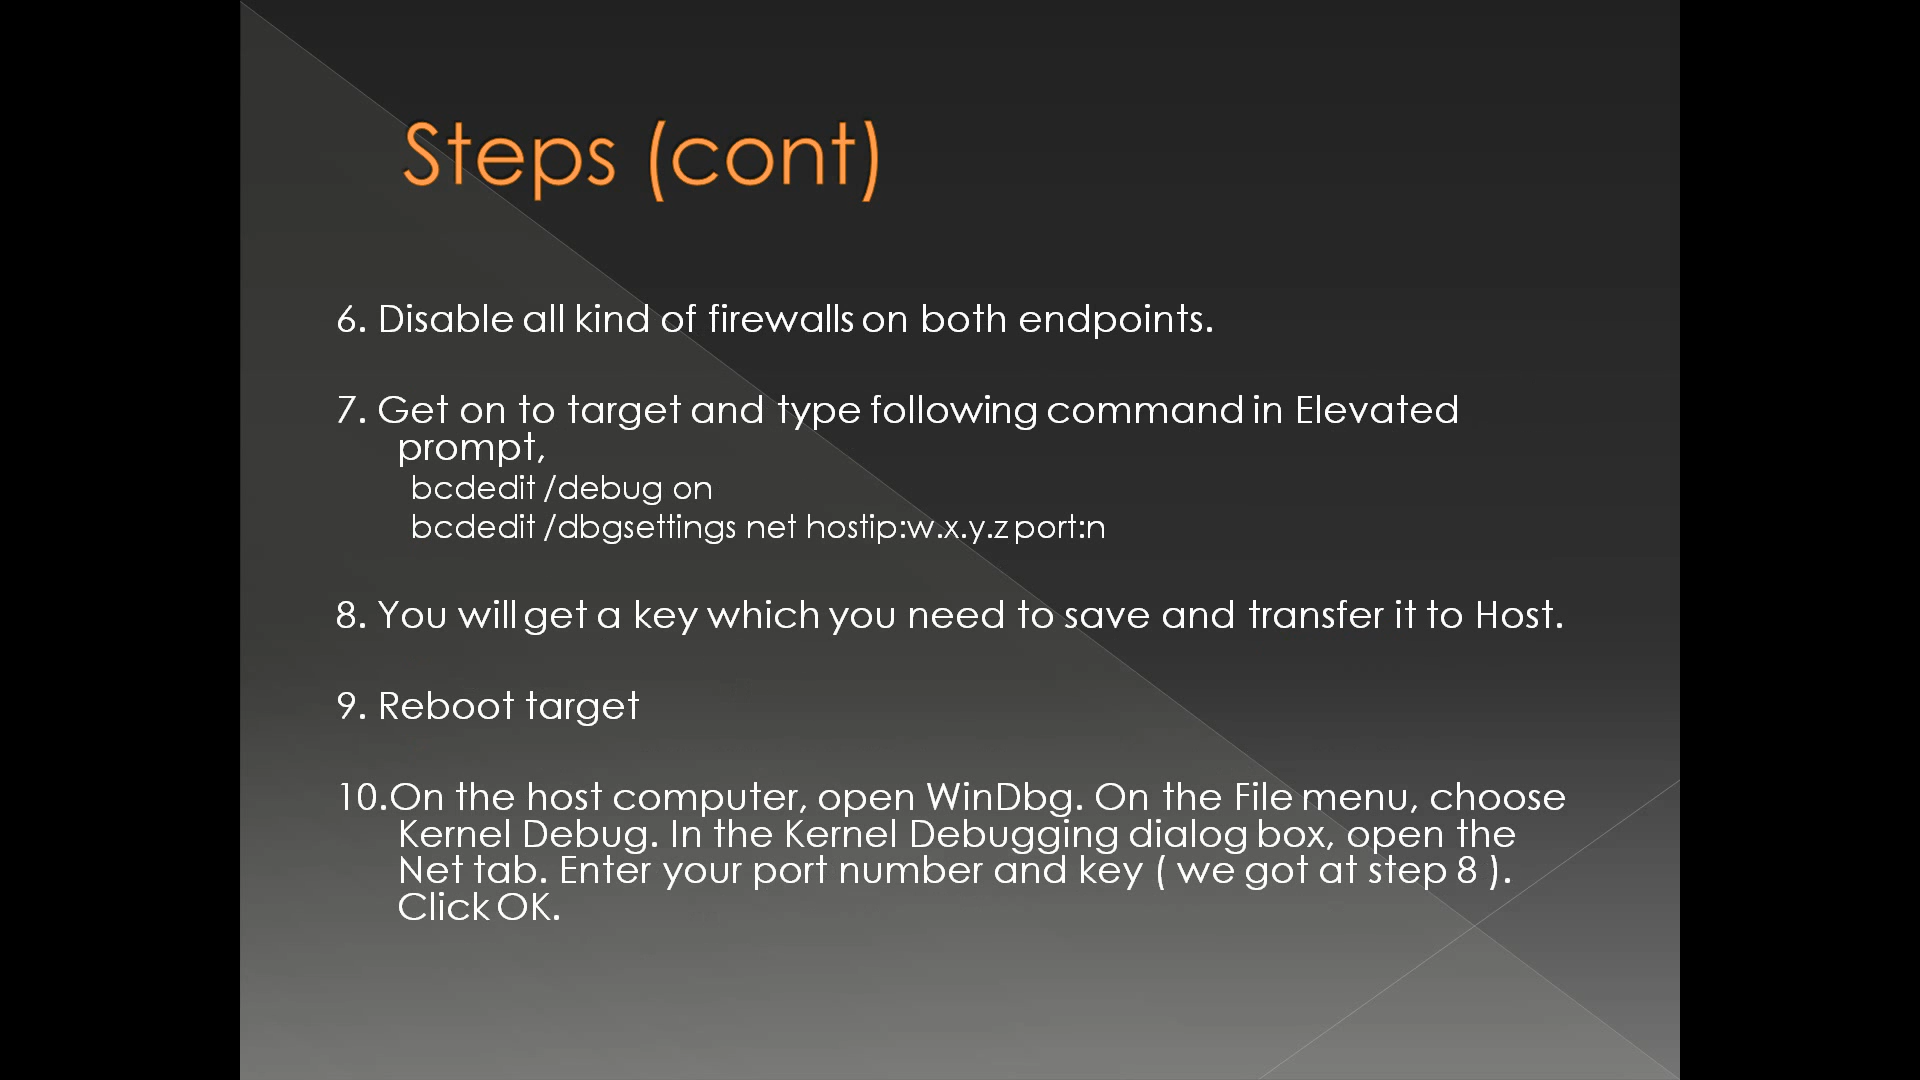 Steps (cont)
6. Disable all kind of firewalls on both endpoints.
7. Get on to target and type following command in Elevated
prompt,
bcdedit /debug on
bcdedit /dbgsettings net hostip:w.x.y.z port:n
8. You will get a key which you need to save and transfer it to Host.
9. Reboot target
10.On the host computer, open WinDbg. On the File menu, choose
Kernel Debug. In the Kernel Debugging dialog box, open the
Net tab. Enter your port number and key ( we got at step 8 ).
Click OK.